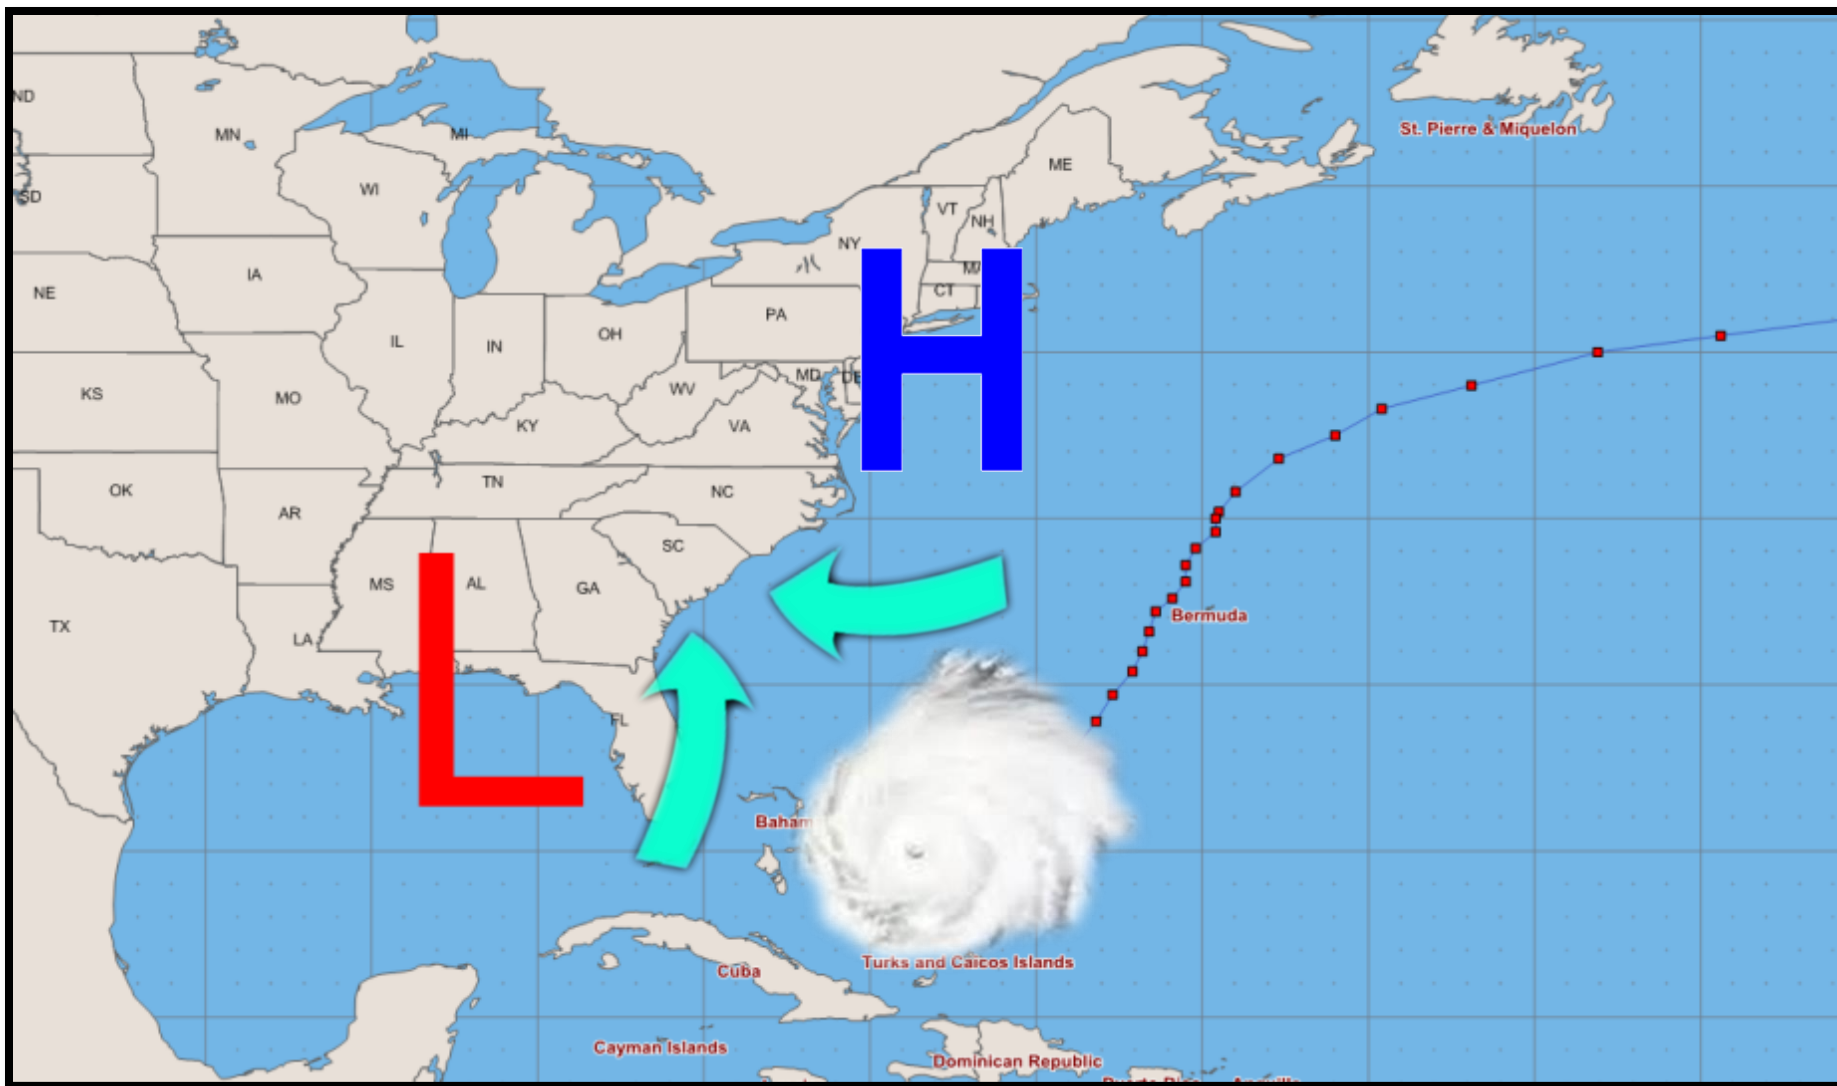 St. Pierre & Miquelon
ND
MN
MI
ME
WI
SD
VT
NH
NY
MA
IA
CT
NE
PA
OH
IL
IN
MD
DE
WV
KS
MO
KY
VA
OK
TN
NC
AR
SC
MS
AL
GA
TX
LA
Bermuda
FL
H
L
Baham
Turks and Caicos Islands
Cuba
Cayman Islands
Dominican Republic